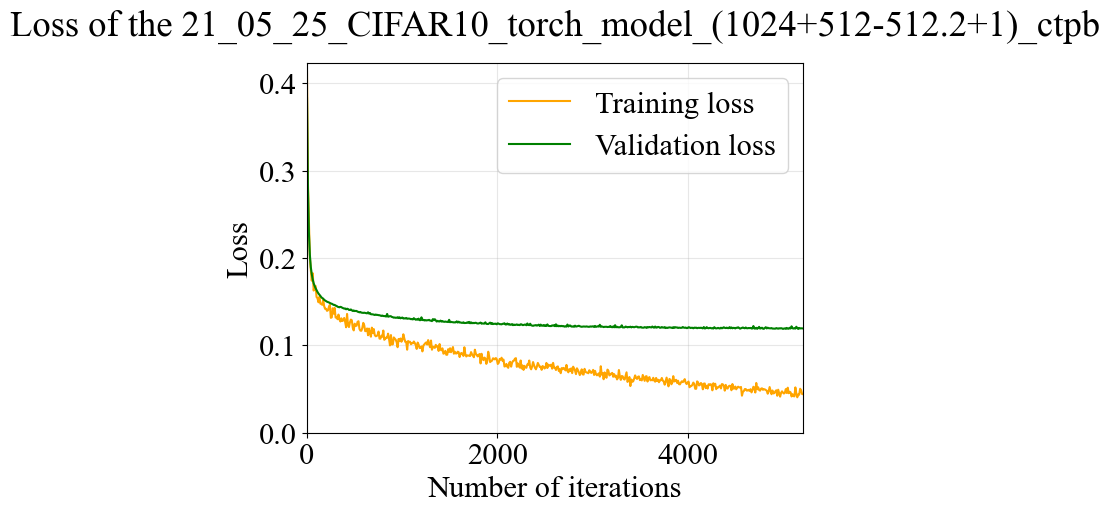 Loss of the 21_05_25_CIFAR10_torch_model_(1024+512-512.2+1)_ctpb
Training loss
Validation loss
Loss
0.4
0.3
0.2
0.1
0.0
0
2000
4000
Number of iterations